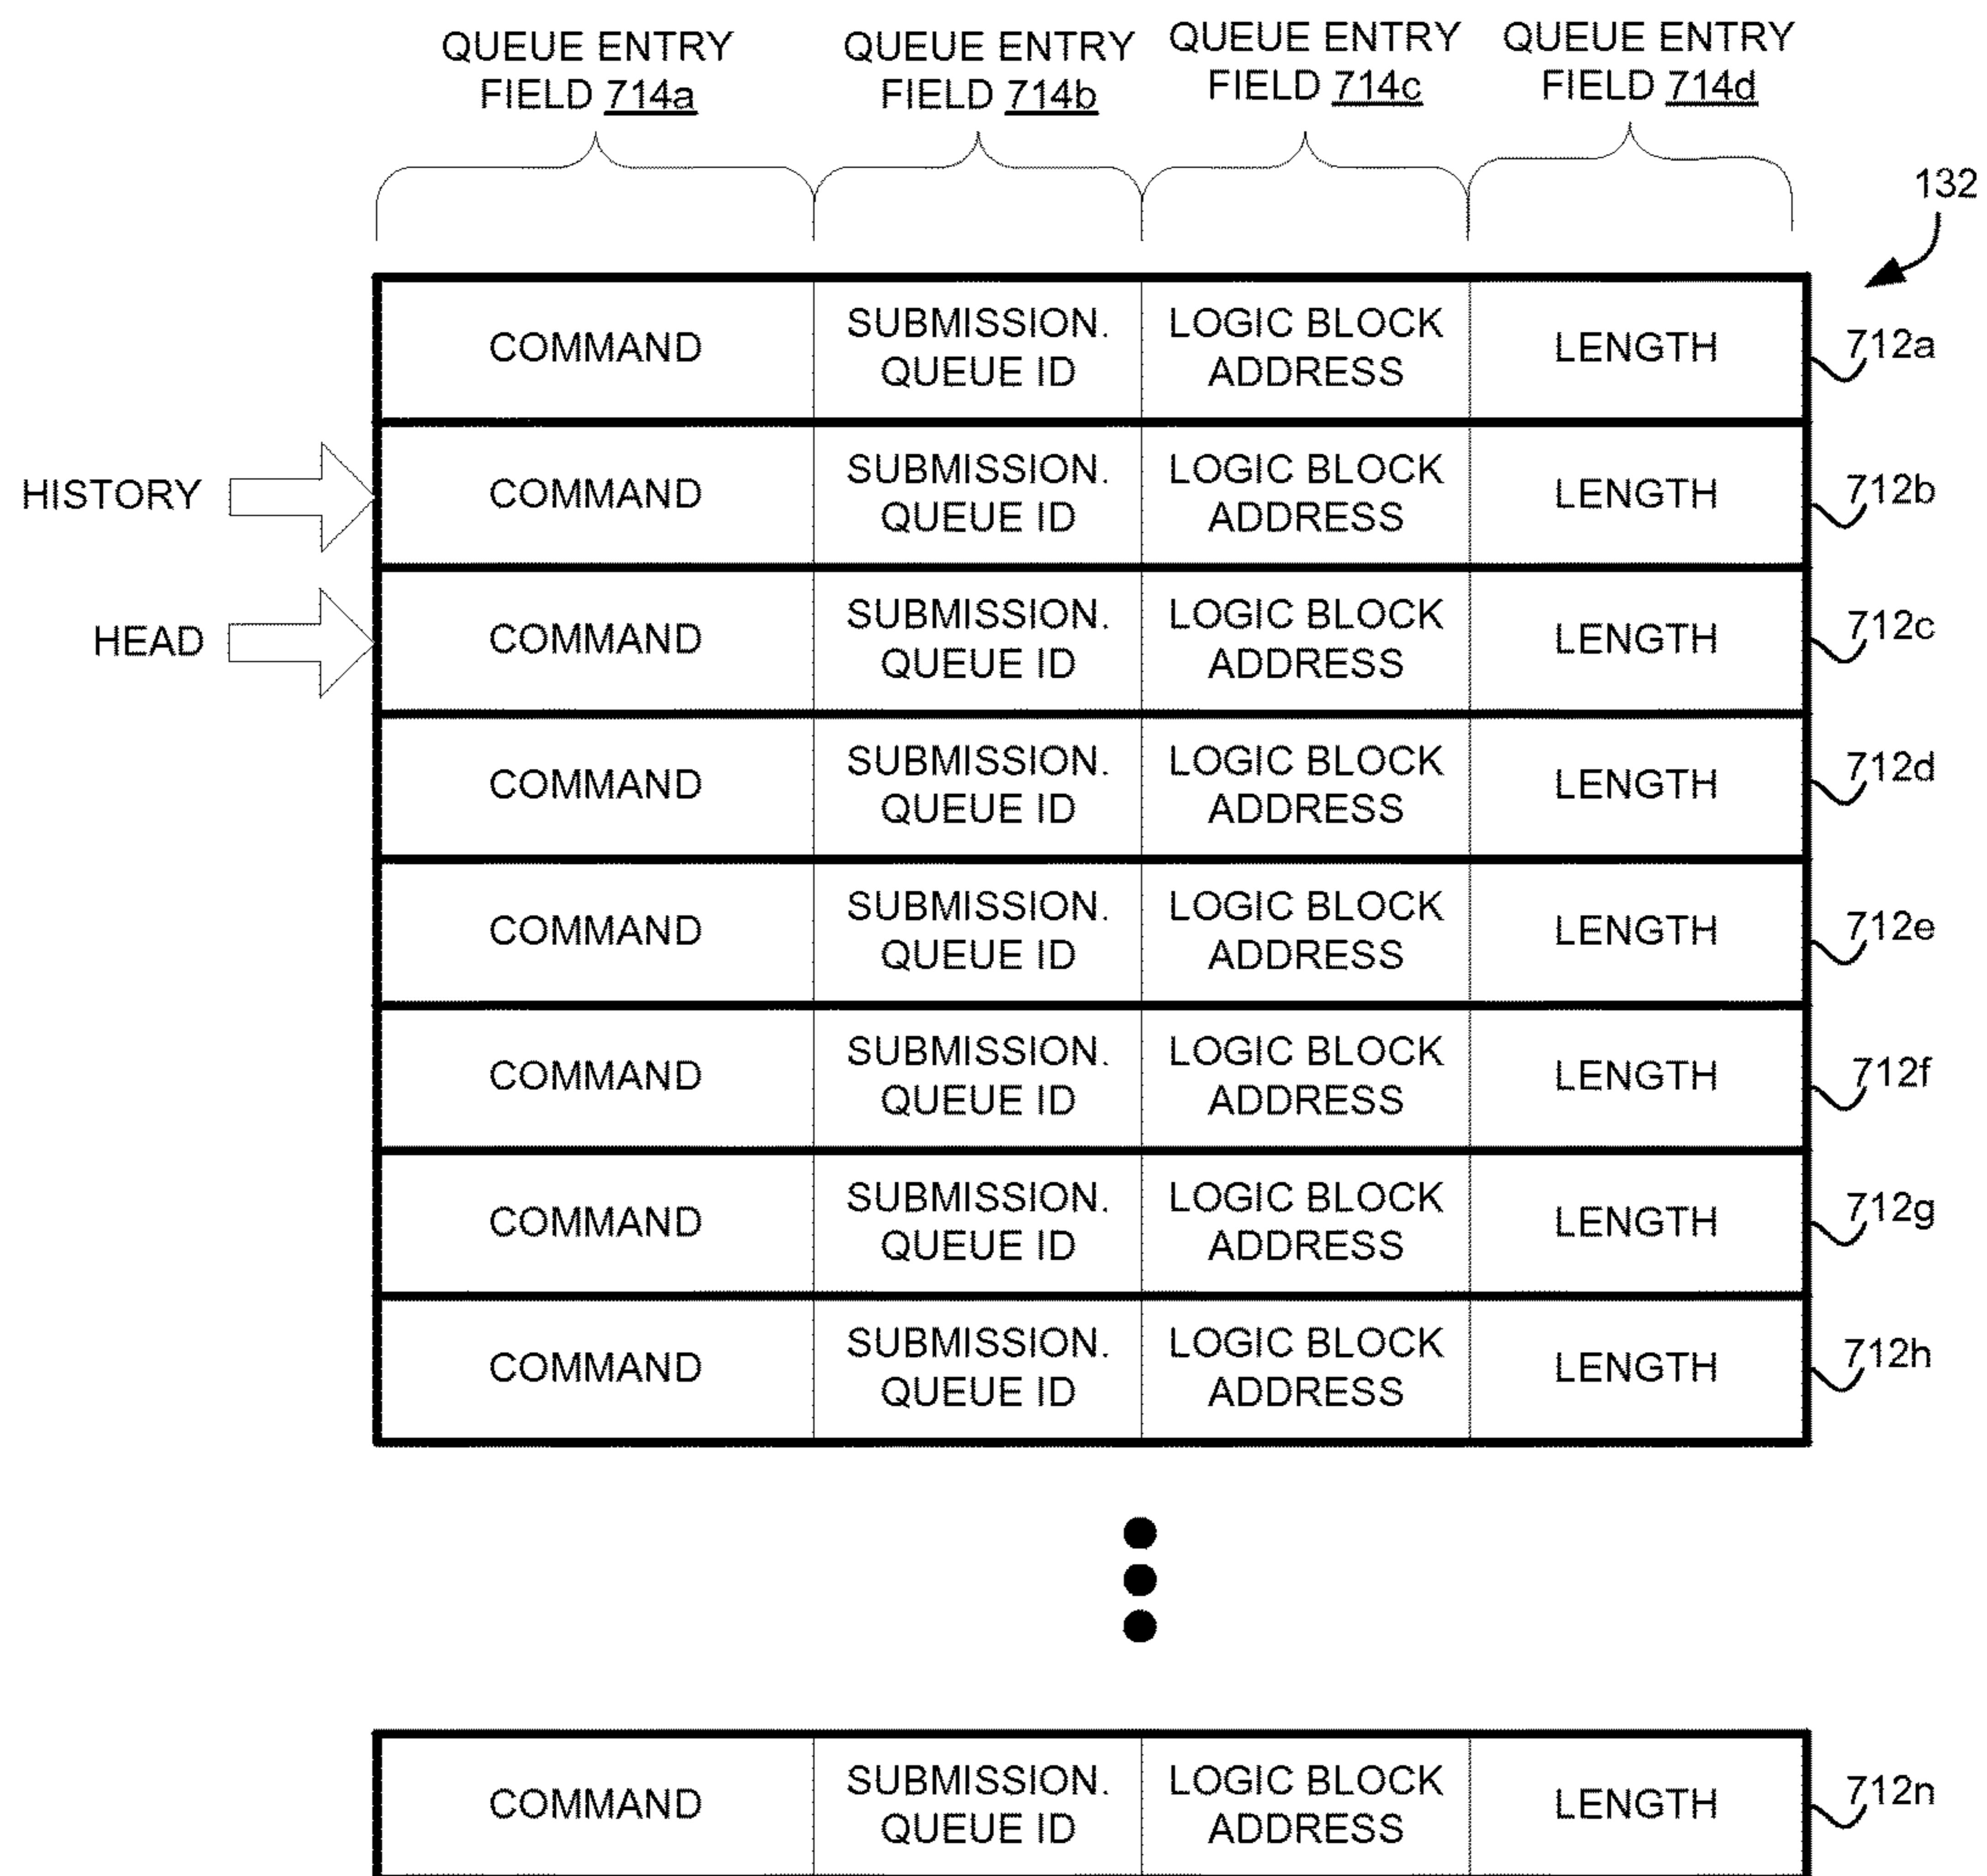 QUEUE ENTRY
FIELD 714a
QUEUE ENTRY
FIELD 714b
QUEUE ENTRY
FIELD 714c
QUEUE ENTRY
FIELD 714d
132
COMMAND
SUBMISSION.
QUEUE ID
LOGIC BLOCK
ADDRESS
LENGTH
712a
HISTORY
COMMAND
SUBMISSION.
QUEUE ID
LOGIC BLOCK
ADDRESS
LENGTH
712b
HEAD
COMMAND
SUBMISSION.
QUEUE ID
LOGIC BLOCK
ADDRESS
LENGTH
712c
COMMAND
SUBMISSION.
QUEUE ID
LOGIC BLOCK
ADDRESS
LENGTH
712d
COMMAND
SUBMISSION.
QUEUE ID
LOGIC BLOCK
ADDRESS
LENGTH
712e
COMMAND
SUBMISSION.
QUEUE ID
LOGIC BLOCK
ADDRESS
LENGTH
712f
COMMAND
SUBMISSION.
QUEUE ID
LOGIC BLOCK
ADDRESS
LENGTH
712g
COMMAND
SUBMISSION.
QUEUE ID
LOGIC BLOCK
ADDRESS
LENGTH
712h
COMMAND
SUBMISSION.
QUEUE ID
LOGIC BLOCK
ADDRESS
LENGTH
712n